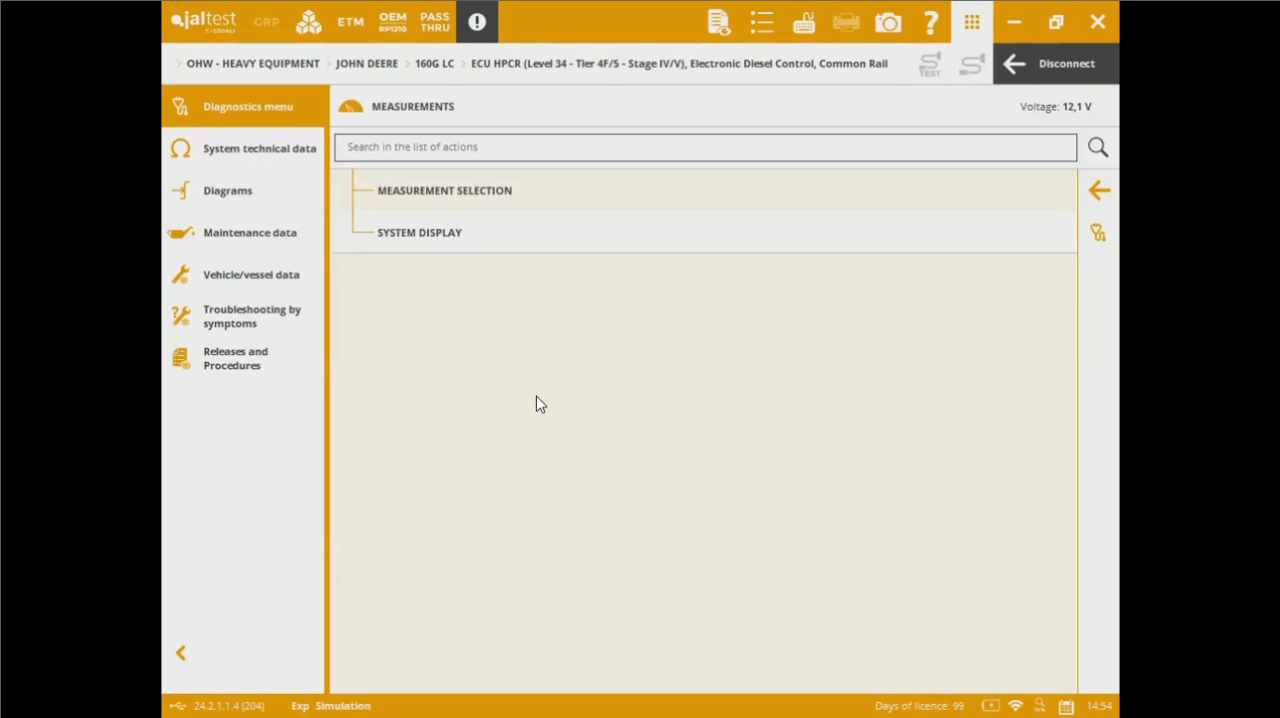 jaltest
BY COJALI
GRP
ETM
OEM
RP1210
PASS
THRU
OHW - HEAVY EQUIPMENT
JOHN DEERE
160G LC
ECU HPCR (Level 34 - Tier 4F/5 - Stage IV/V), Electronic Diesel Control, Common Rail
TEST
Disconnect
Diagnostics menu
MEASUREMENTS
Voltage: 12,1 V
System technical data
Search in the list of actions
Diagrams
MEASUREMENT SELECTION
Maintenance data
SYSTEM DISPLAY
Vehicle/vessel data
Troubleshooting by
symptoms
Releases and
Procedures
24.2.1.1.4 (204)
Exp Simulation
Days of licence: 99
14:54